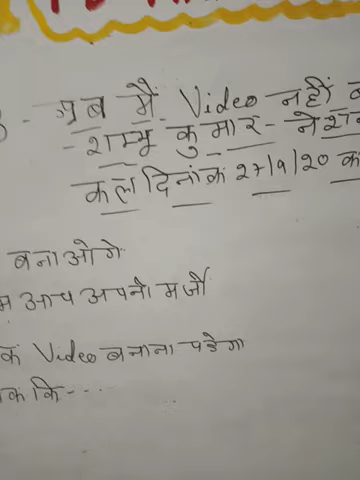 अब मैं Video नहीं
- शम्भू कुमार - ने
कल दिनांक 27/9/20
बनाओगे
आप अपनी मर्जी
Video बनाना पड़ेगा
कि----